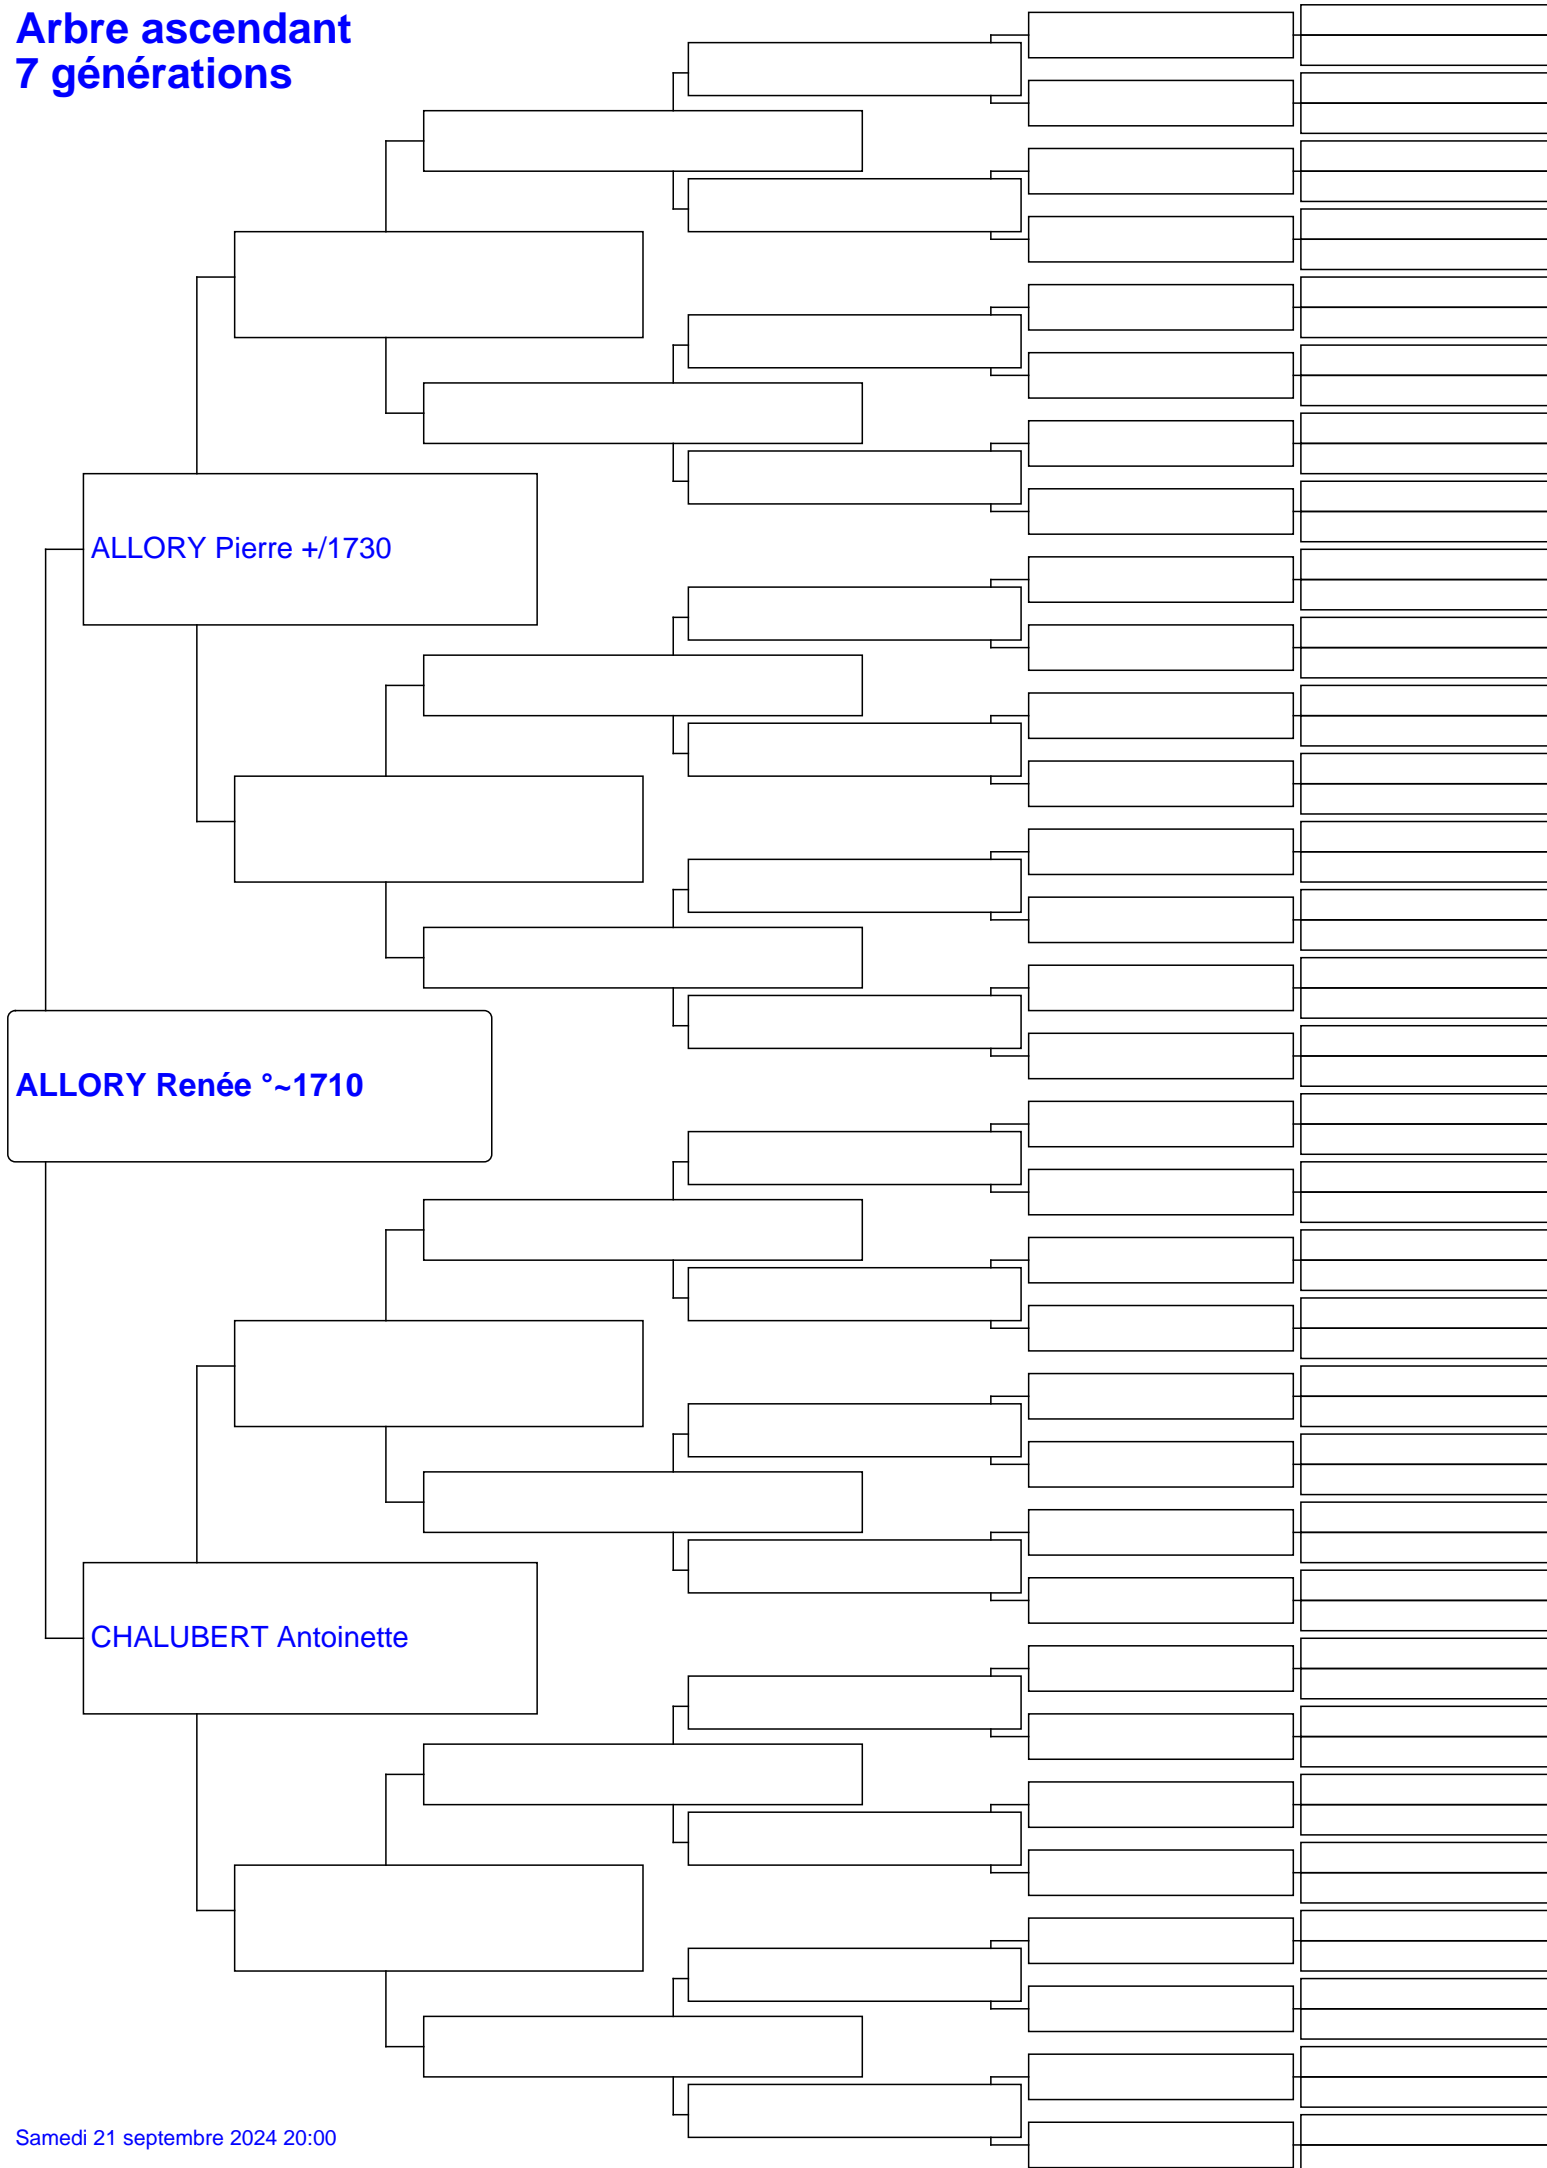 Arbre ascendant
7 générations
ALLORY Pierre +/1730
ALLORY Renée °~1710
CHALUBERT Antoinette
Samedi 21 septembre 2024 20:00